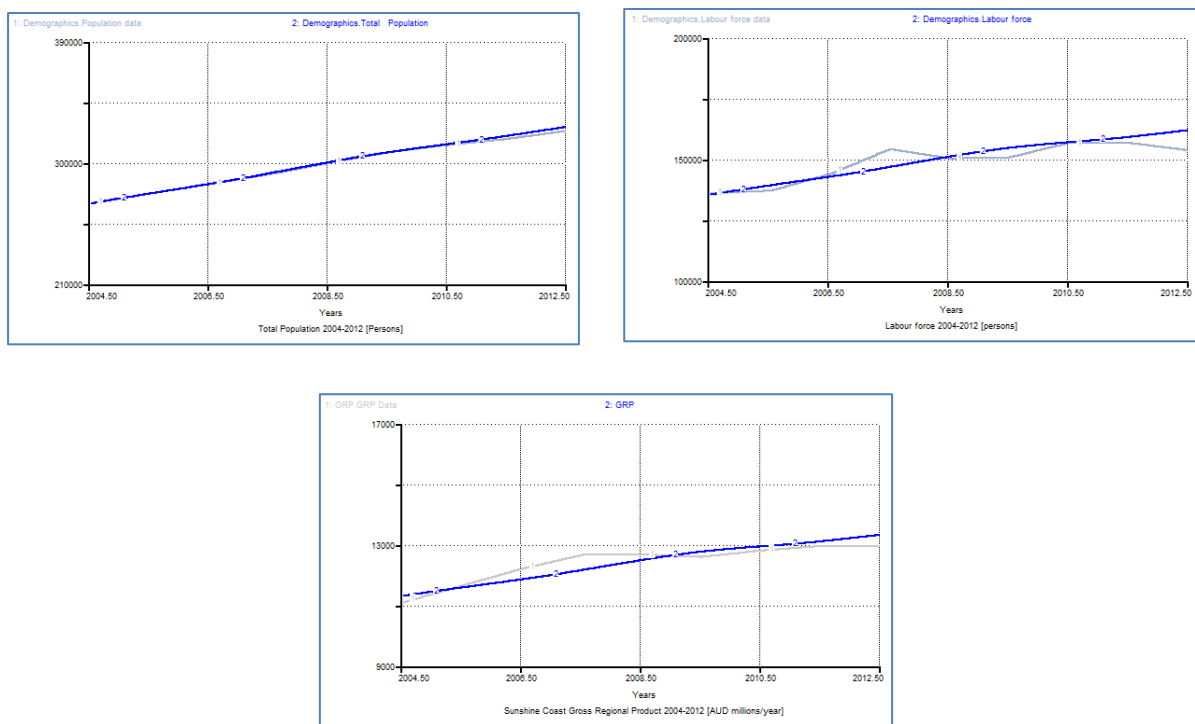 1: Demographics.Population data 2: Demographics.Total Population
390000
300000
210000
2004.50 2006.50 2008.50 2010.50 2012.50
Years
Total Population 2004-2012 [Persons]
1: Demographics.Labour force data 2: Demographics.Labour force
200000
150000
100000
2004.50 2006.50 2008.50 2010.50 2012.50
Years
Labour force 2004-2012 [persons]
1: GRP.GRP Data 2: GRP
17000
13000
9000
2004.50 2006.50 2008.50 2010.50 2012.50
Years
Sunshine Coast Gross Regional Product 2004-2012 [AUD millions/year]